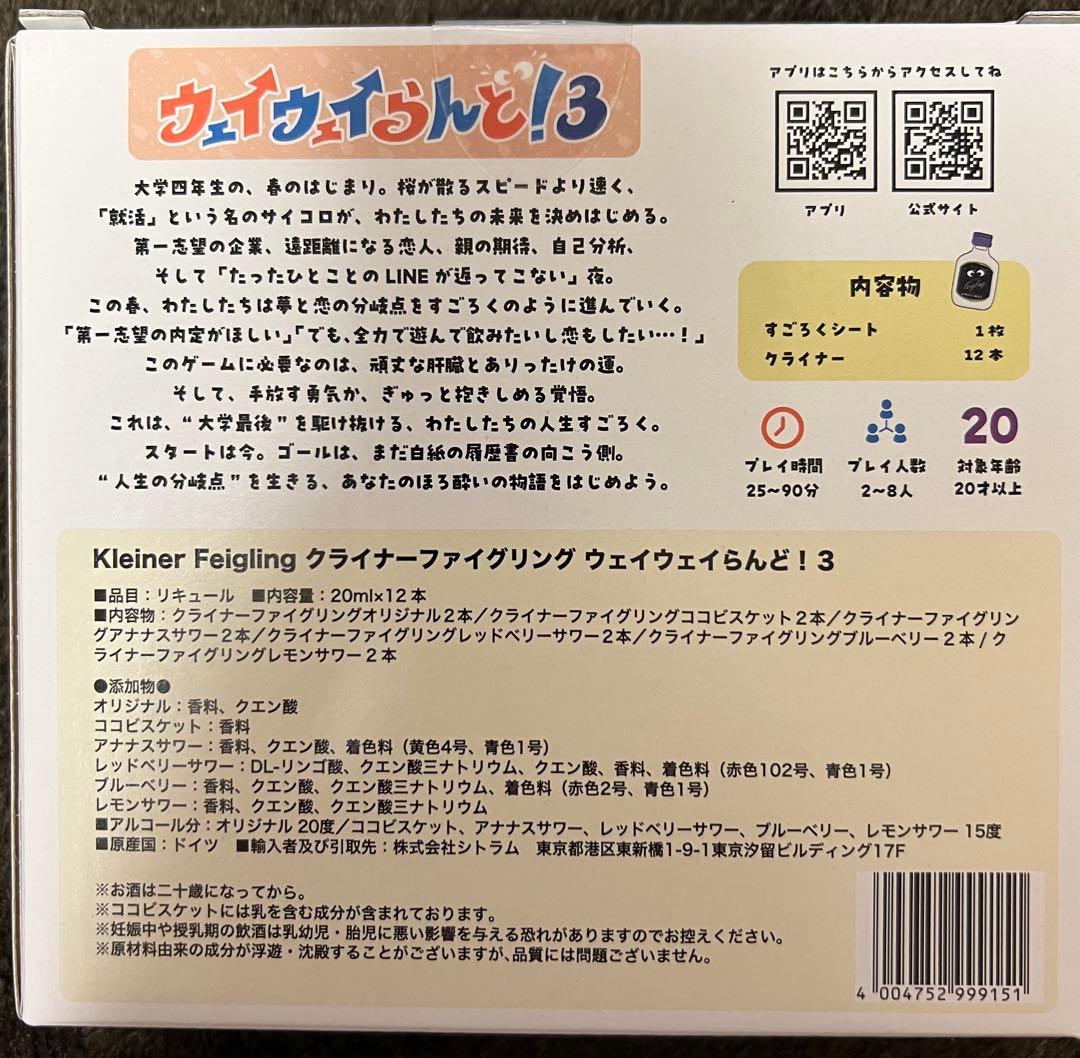 ウェイウェイらんど!3
大学四年生の、春のはじまり。桜が散るスピードより速く、
「就活」という名のサイコロが、わたしたちの未来を決めはじめる。
第一志望の企業、遠距離になる恋人、親の期待、自己分析、
そして「たったひとことのLINEが返ってこない」夜。
この春、わたしたちは夢と恋の分岐点をすごろくのように進んでいく。
「第一志望の内定がほしい」「でも、全力で遊んで飲みたいし恋もしたい…！」
このゲームに必要なのは、頑丈な肝臓とありったけの運。
そして、手放す勇気か、ぎゅっと抱きしめる覚悟。
これは、“大学最後”を駆け抜ける、わたしたちの人生すごろく。
スタートは今。ゴールは、まだ白紙の履歴書の向こう側。
“人生の分岐点”を生きる、あなたのほろ酔いの物語をはじめよう。
アプリはこちらからアクセスしてね
アプリ 公式サイト
内容物
すごろくシート 1枚
クライナー 12本
20
プレイ時間 プレイ人数 対象年齢
25〜90分 2〜8人 20才以上
Kleiner Feigling クライナーファイグリング ウェイウェイらんど！3
■品目：リキュール ■内容量：20ml×12本
■内容物：クライナーファイグリングオリジナル2本／クライナーファイグリングココビスケット2本／クライナーファイグリン
グアナナスサワー2本／クライナーファイグリングレッドベリーサワー2本／クライナーファイグリングブルーベリー2本/ク
ライナーファイグリングレモンサワー2本
●添加物●
オリジナル：香料、クエン酸
ココビスケット：香料
アナナスサワー：香料、クエン酸、着色料（黄色4号、青色1号）
レッドベリーサワー：DL-リンゴ酸、クエン酸三ナトリウム、クエン酸、香料、着色料（赤色102号、青色1号）
ブルーベリー：香料、クエン酸、クエン酸三ナトリウム、着色料（赤色2号、青色1号）
レモンサワー：香料、クエン酸、クエン酸三ナトリウム
■アルコール分：オリジナル 20度／ココビスケット、アナナスサワー、レッドベリーサワー、ブルーベリー、レモンサワー 15度
■原産国：ドイツ ■輸入者及び引取先：株式会社シトラム 東京都港区東新橋1-9-1東京汐留ビルディング17F
※お酒は二十歳になってから。
※ココビスケットには乳を含む成分が含まれております。
※妊娠中や授乳期の飲酒は乳幼児・胎児に悪い影響を与える恐れがありますのでお控えください。
※原材料由来の成分が浮遊・沈殿することがございますが、品質には問題ございません。
4 004752 999151